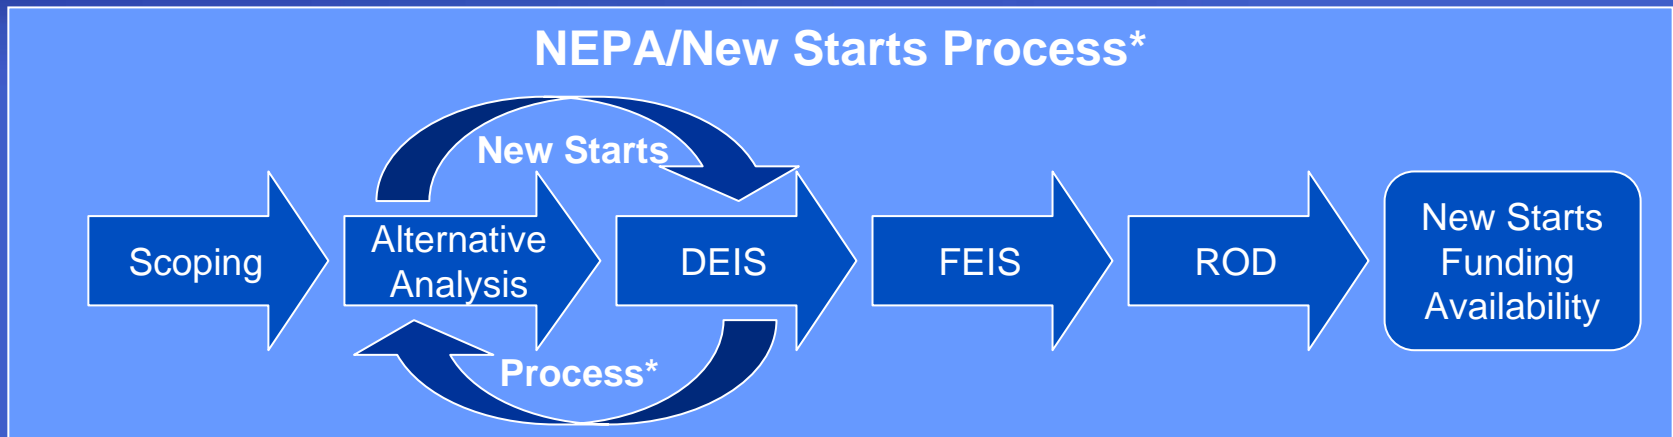 NEPA/New Starts Process*
New Starts
Scoping
Alternative
Analysis
DEIS
FEIS
ROD
New Starts
Funding
Availability
Process*